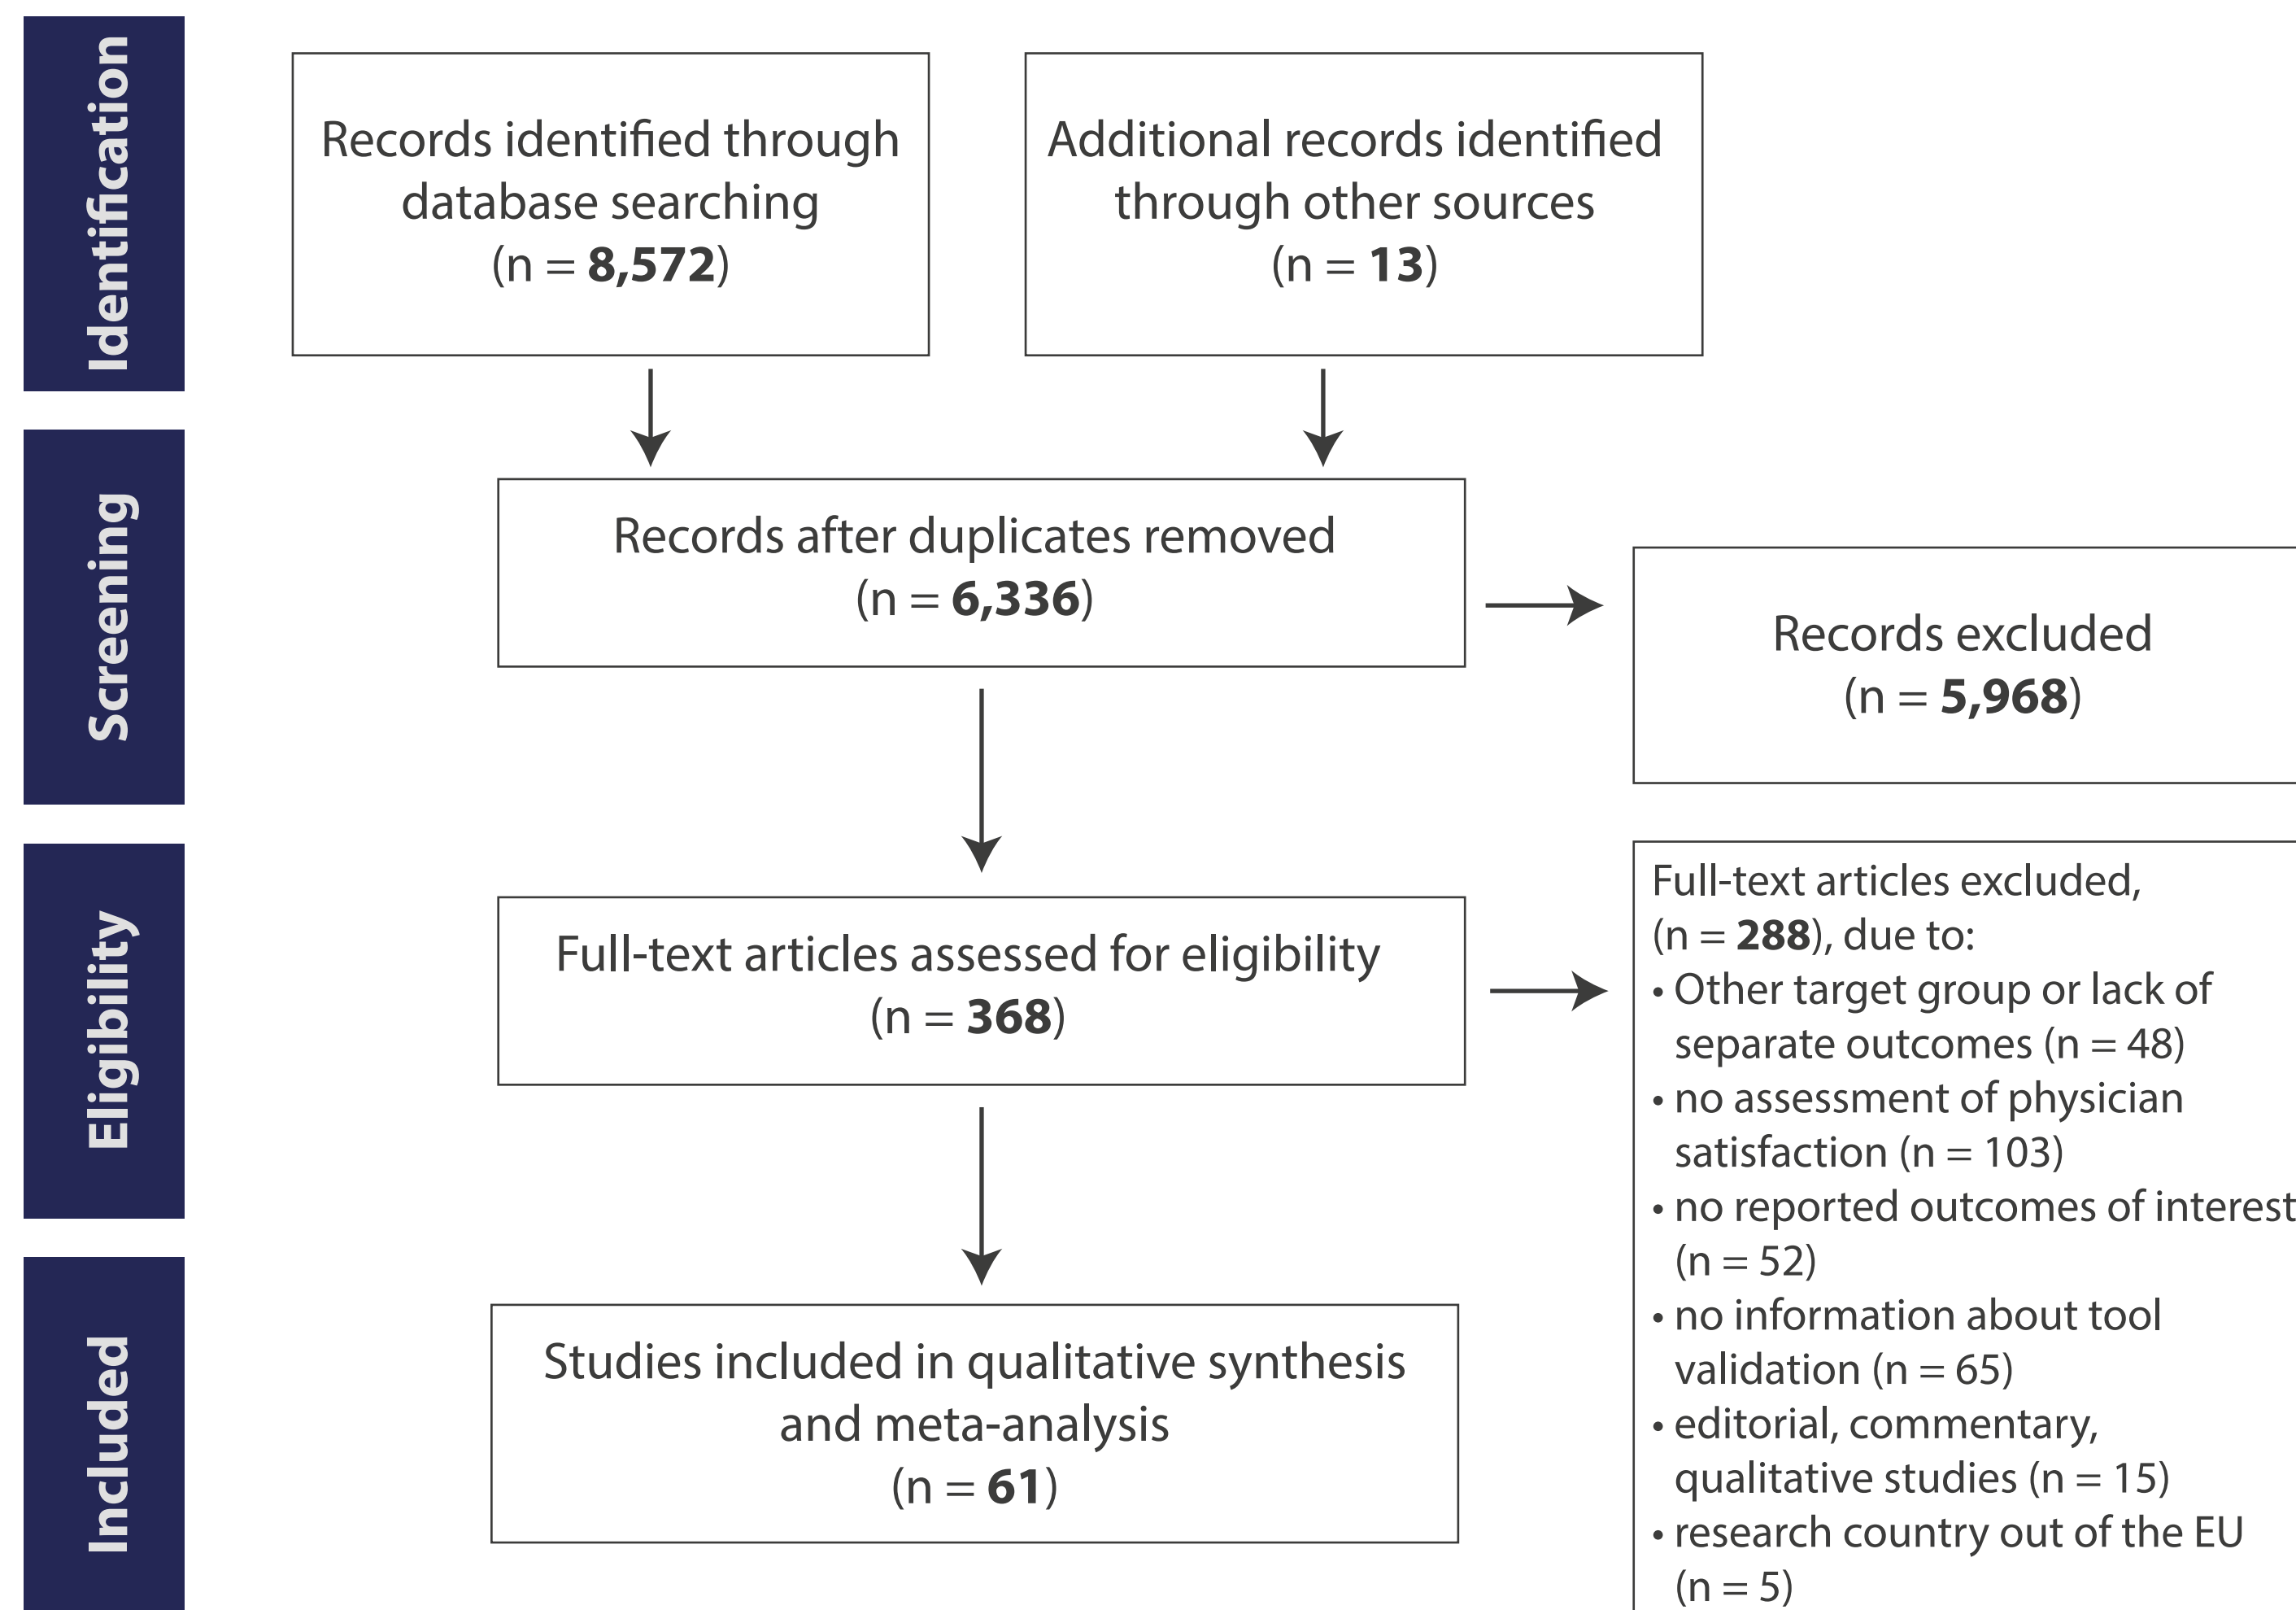 Identification
Records identified through
database searching
(n = 8,572)
Additional records identified
through other sources
(n = 13)
Screening
Records after duplicates removed
(n = 6,336)
Records excluded
(n = 5,968)
Eligibility
Full-text articles assessed for eligibility
(n = 368)
Full-text articles excluded,
(n = 288), due to:
• Other target group or lack of
separate outcomes (n = 48)
• no assessment of physician
satisfaction (n = 103)
• no reported outcomes of interest
(n = 52)
• no information about tool
validation (n = 65)
• editorial, commentary,
qualitative studies (n = 15)
• research country out of the EU
(n = 5)
Included
Studies included in qualitative synthesis
and meta-analysis
(n = 61)